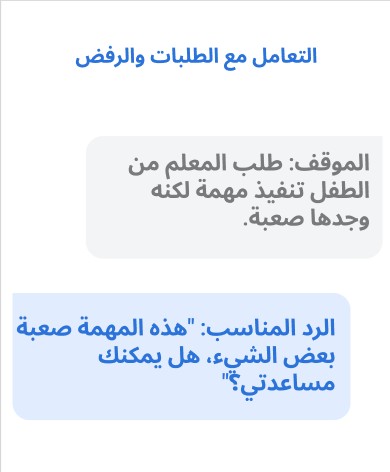 التعامل مع الطلبات والرفض
الموقف: طلب المعلم من
الطفل تنفيذ مهمة لكنه
وجدها صعبة.
الرد المناسب: "هذه المهمة صعبة
بعض الشيء، هل يمكنك
مساعدتي؟"